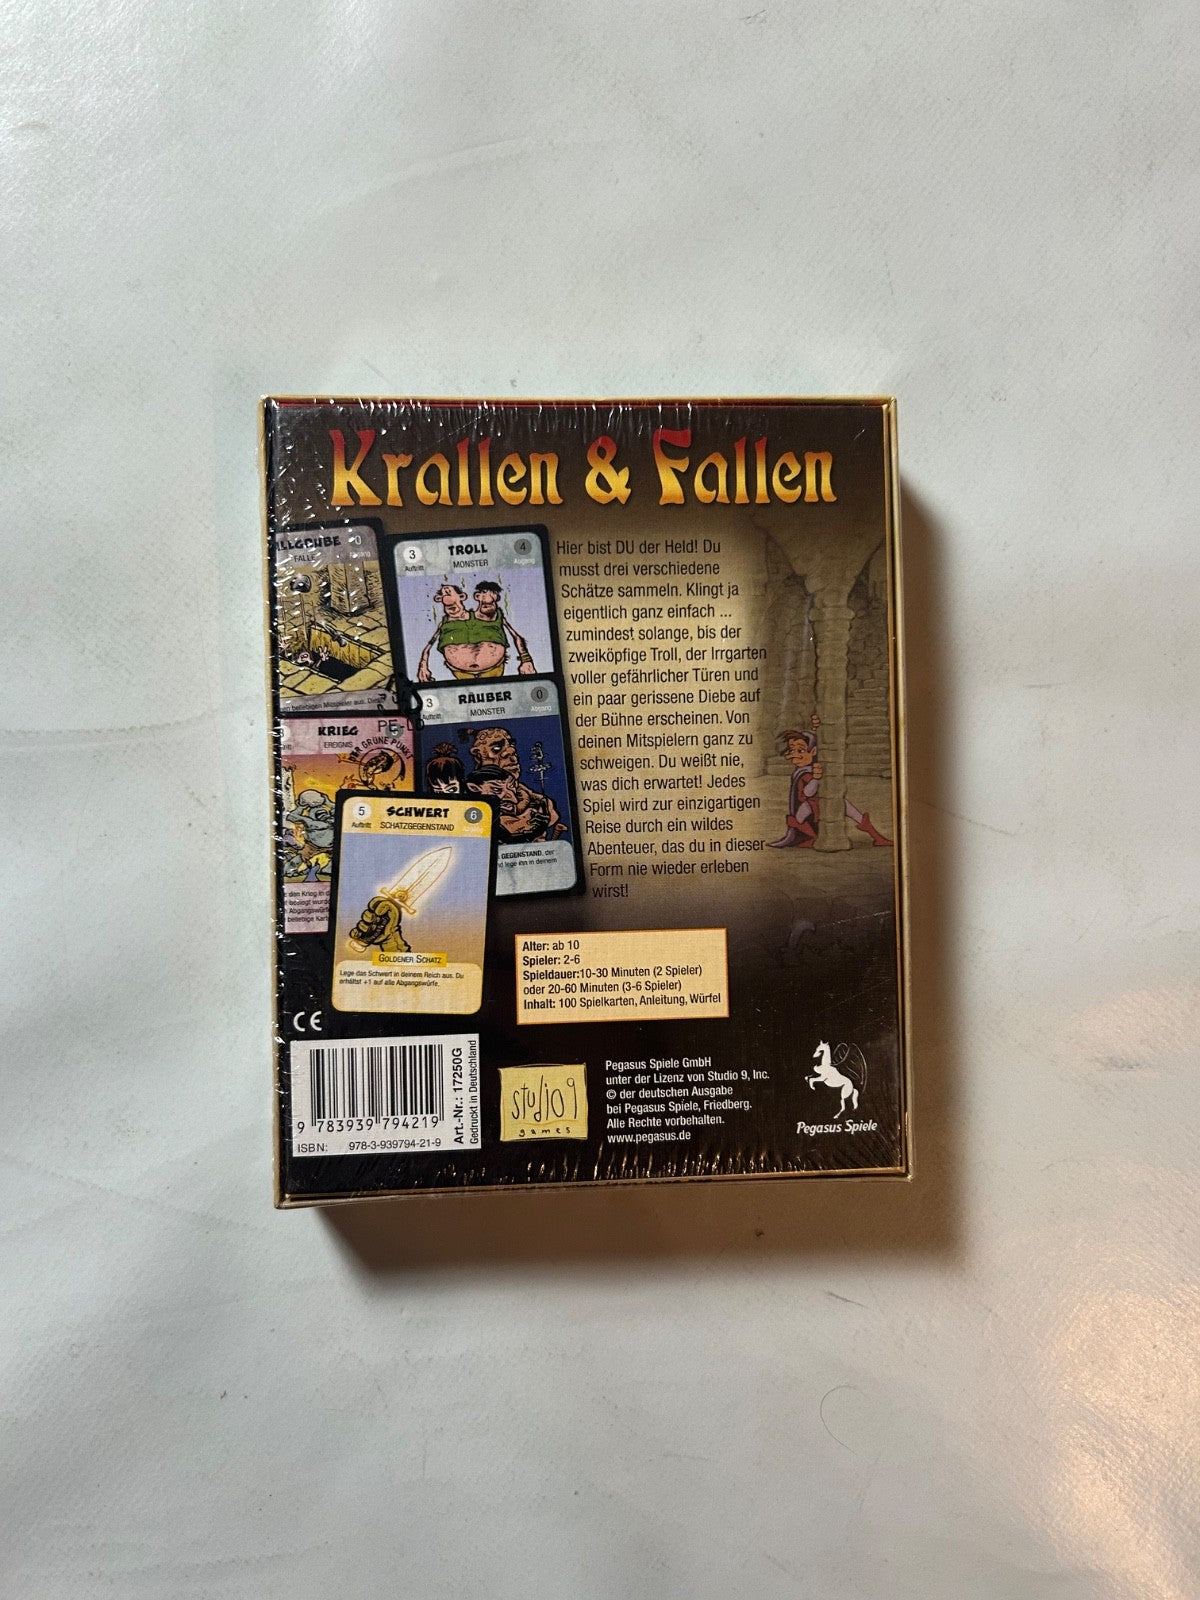 Krallen & Fallen
FALLE
3
Auftritt
TROLL
MONSTER
4
Abgang
Hier bist DU der Held! Du
musst drei verschiedene
Schätze sammeln. Klingt ja
eigentlich ganz einfach ...
zumindest solange, bis der
zweiköpfige Troll, der Irrgarten
voller gefährlicher Türen und
ein paar gerissene Diebe auf
der Bühne erscheinen. Von
deinen Mitspielern ganz zu
schweigen. Du weißt nie,
was dich erwartet! Jedes
Spiel wird zur einzigartigen
Reise durch ein wildes
Abenteuer, das du in dieser
Form nie wieder erleben
wirst!
3
Auftritt
RÄUBER
MONSTER
0
Abgang
KRIEG
EREIGNIS
DER GRÜNE PUNKT
GEGENSTAND, der
5
Auftritt
SCHWERT
SCHATZGEGENSTAND
6
Abgang
GOLDENER SCHATZ
Lege das Schwert in deinem Reich aus. Du
erhältst +1 auf alle Abgangswürfe.
Alter: ab 10
Spieler: 2-6
Spieldauer:10-30 Minuten (2 Spieler)
oder 20-60 Minuten (3-6 Spieler)
Inhalt: 100 Spielkarten, Anleitung, Würfel
CE
9 783939 794219
ISBN: 978-3-939794-21-9
Art.-Nr.: 17250G
Gedruckt in Deutschland
studio9
games
Pegasus Spiele GmbH
unter der Lizenz von Studio 9, Inc.
© der deutschen Ausgabe
bei Pegasus Spiele, Friedberg.
Alle Rechte vorbehalten.
www.pegasus.de
Pegasus Spiele